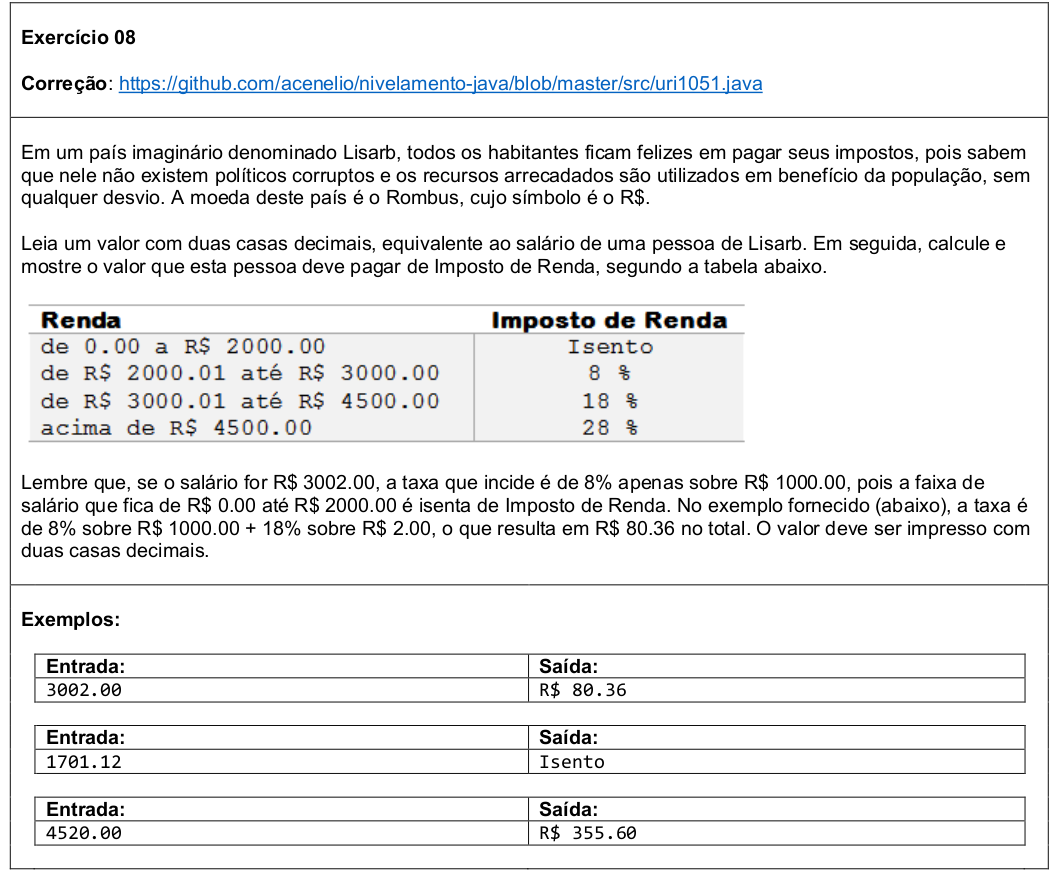 Exercício 08
Correção: https://github.com/acenelio/nivelamento-java/blob/master/src/uri1051.java
Em um país imaginário denominado Lisarb, todos os habitantes ficam felizes em pagar seus impostos, pois sabem
que nele não existem políticos corruptos e os recursos arrecadados são utilizados em benefício da população, sem
qualquer desvio. A moeda deste país é o Rombus, cujo símbolo é o R$.
Leia um valor com duas casas decimais, equivalente ao salário de uma pessoa de Lisarb. Em seguida, calcule e
mostre o valor que esta pessoa deve pagar de Imposto de Renda, segundo a tabela abaixo.
Renda Imposto de Renda
de 0.00 a R$ 2000.00 Isento
de R$ 2000.01 até R$ 3000.00 8 %
de R$ 3000.01 até R$ 4500.00 18 %
acima de R$ 4500.00 28 %
Lembre que, se o salário for R$ 3002.00, a taxa que incide é de 8% apenas sobre R$ 1000.00, pois a faixa de
salário que fica de R$ 0.00 até R$ 2000.00 é isenta de Imposto de Renda. No exemplo fornecido (abaixo), a taxa é
de 8% sobre R$ 1000.00 + 18% sobre R$ 2.00, o que resulta em R$ 80.36 no total. O valor deve ser impresso com
duas casas decimais.
Exemplos:
Entrada: Saída:
3002.00 R$ 80.36
Entrada: Saída:
1701.12 Isento
Entrada: Saída:
4520.00 R$ 355.60